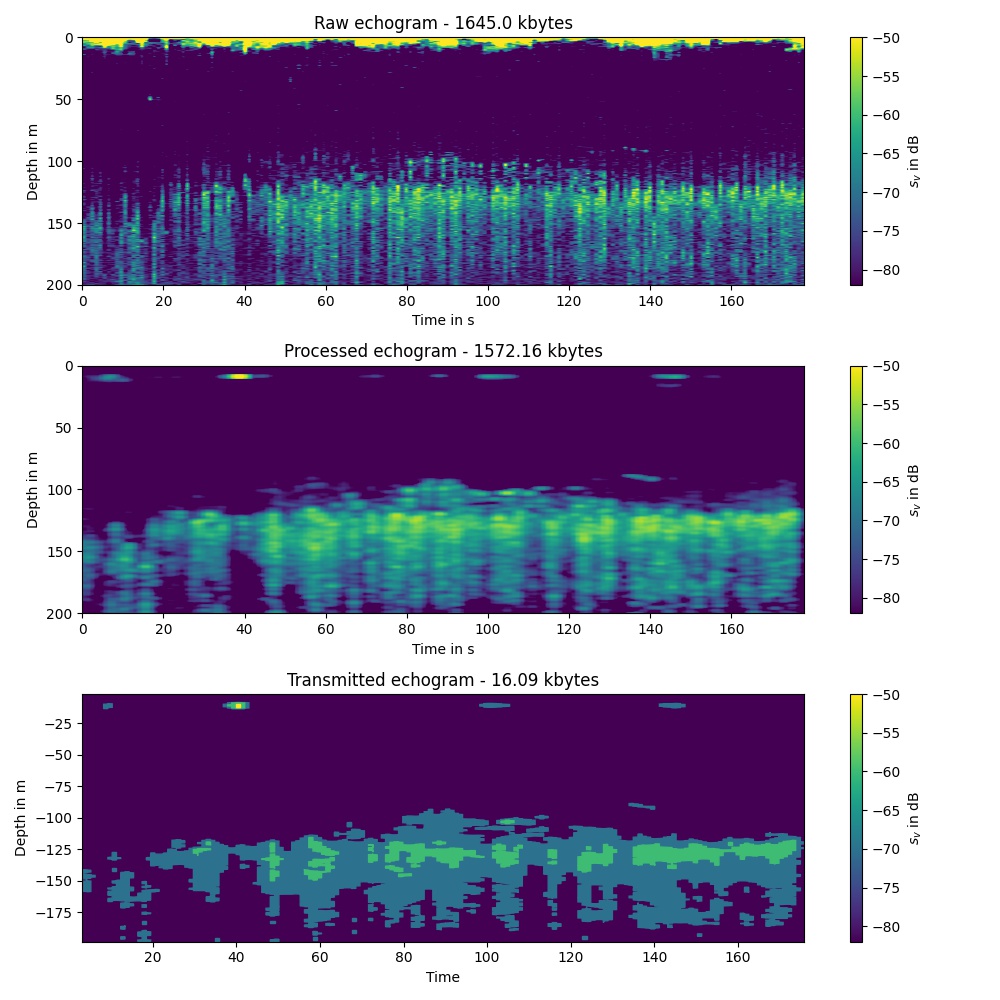 Raw echogram - 1645.0 kbytes
0
50
100
150
200
Depth in m
0 20 40 60 80 100 120 140 160
Time in s
−50
−55
−60
−65
−70
−75
−80
sv in dB
Processed echogram - 1572.16 kbytes
0
50
100
150
200
Depth in m
0 20 40 60 80 100 120 140 160
Time in s
−50
−55
−60
−65
−70
−75
−80
sv in dB
Transmitted echogram - 16.09 kbytes
−25
−50
−75
−100
−125
−150
−175
Depth in m
20 40 60 80 100 120 140 160
Time
−50
−55
−60
−65
−70
−75
−80
sv in dB